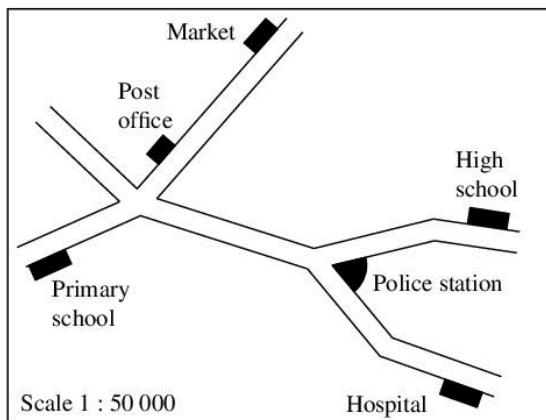 Market
Post
office
High
school
Police station
Primary
school
Hospital
Scale 1 : 50 000